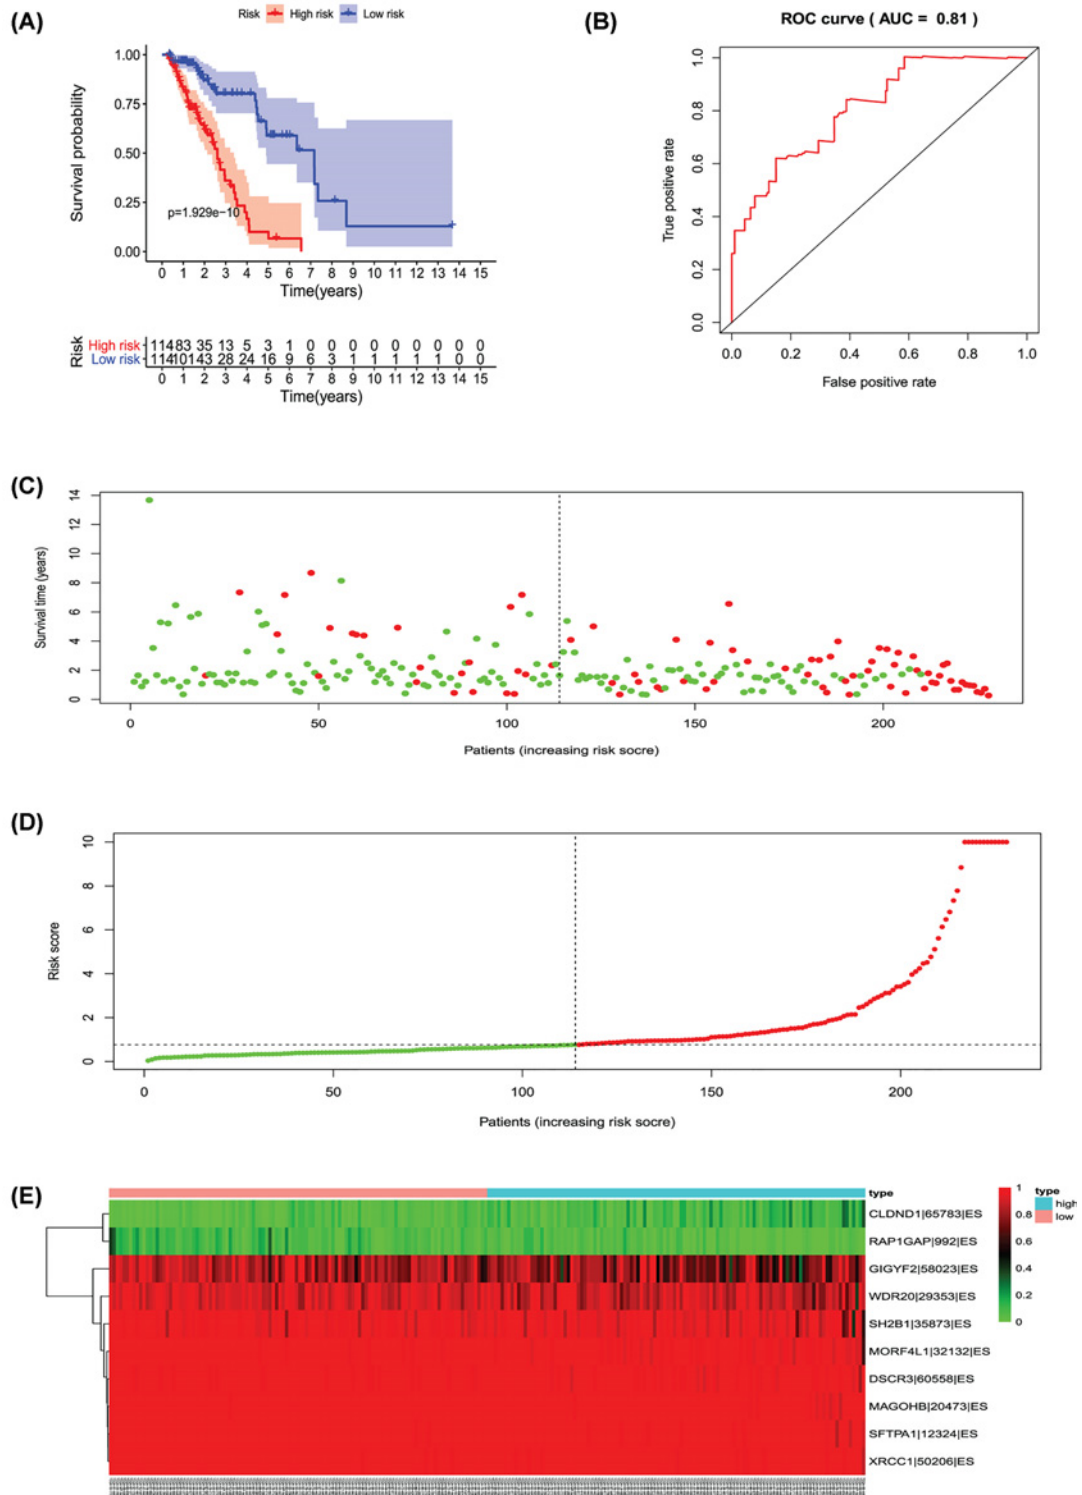 (A)
Risk High risk Low risk
Survival probability
1.00
0.75
0.50
0.25
0.00
p=1.929e−10
0 1 2 3 4 5 6 7 8 9 10 11 12 13 14 15
Time(years)
Risk
High risk 114 83 35 13 5 3 1 0 0 0 0 0 0 0 0 0
Low risk 114 101 43 28 24 16 9 6 3 1 1 1 1 1 0 0
0 1 2 3 4 5 6 7 8 9 10 11 12 13 14 15
Time(years)
(B)
ROC curve ( AUC = 0.81 )
True positive rate
1.0
0.8
0.6
0.4
0.2
0.0
0.0 0.2 0.4 0.6 0.8 1.0
False positive rate
(C)
Survival time (years)
14
12
10
8
6
4
2
0
0 50 100 150 200
Patients (increasing risk socre)
(D)
Risk score
10
8
6
4
2
0
0 50 100 150 200
Patients (increasing risk socre)
(E)
type
CLDND1|65783|ES
RAP1GAP|992|ES
GIGYF2|58023|ES
WDR20|29353|ES
SH2B1|35873|ES
MORF4L1|32132|ES
DSCR3|60558|ES
MAGOHB|20473|ES
SFTPA1|12324|ES
XRCC1|50206|ES
1
0.8
0.6
0.4
0.2
0
type
high
low